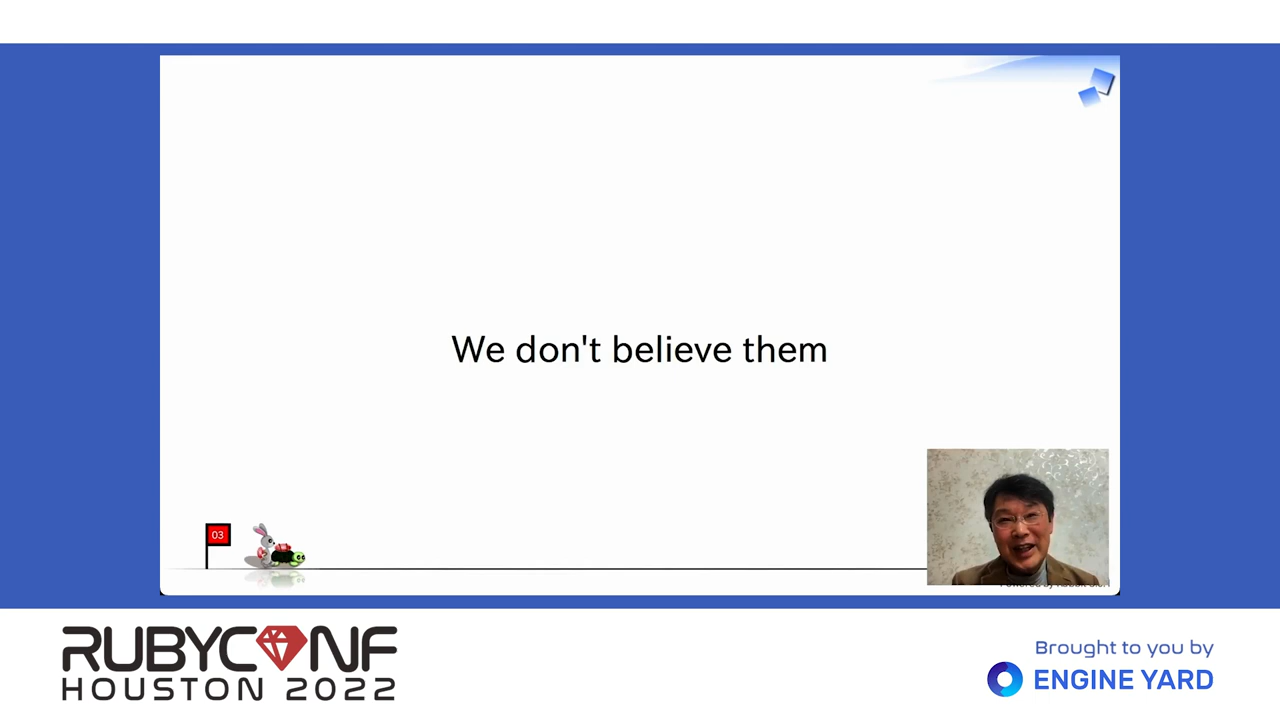 We don't believe them
03
RUBYCONF
HOUSTON 2022
Brought to you by
ENGINE YARD